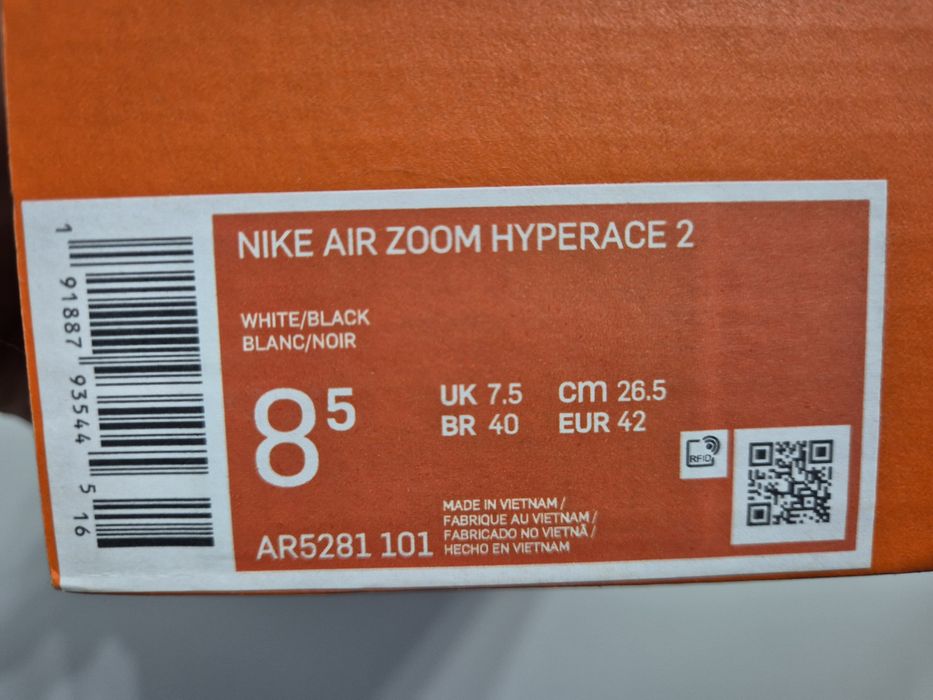 1 91887 93544 5 16
NIKE AIR ZOOM HYPERACE 2
WHITE/BLACK
BLANC/NOIR
8⁵
UK 7.5 cm 26.5
BR 40 EUR 42
RFID
MADE IN VIETNAM /
FABRIQUE AU VIETNAM /
FABRICADO NO VIETNÃ /
HECHO EN VIETNAM
AR5281 101